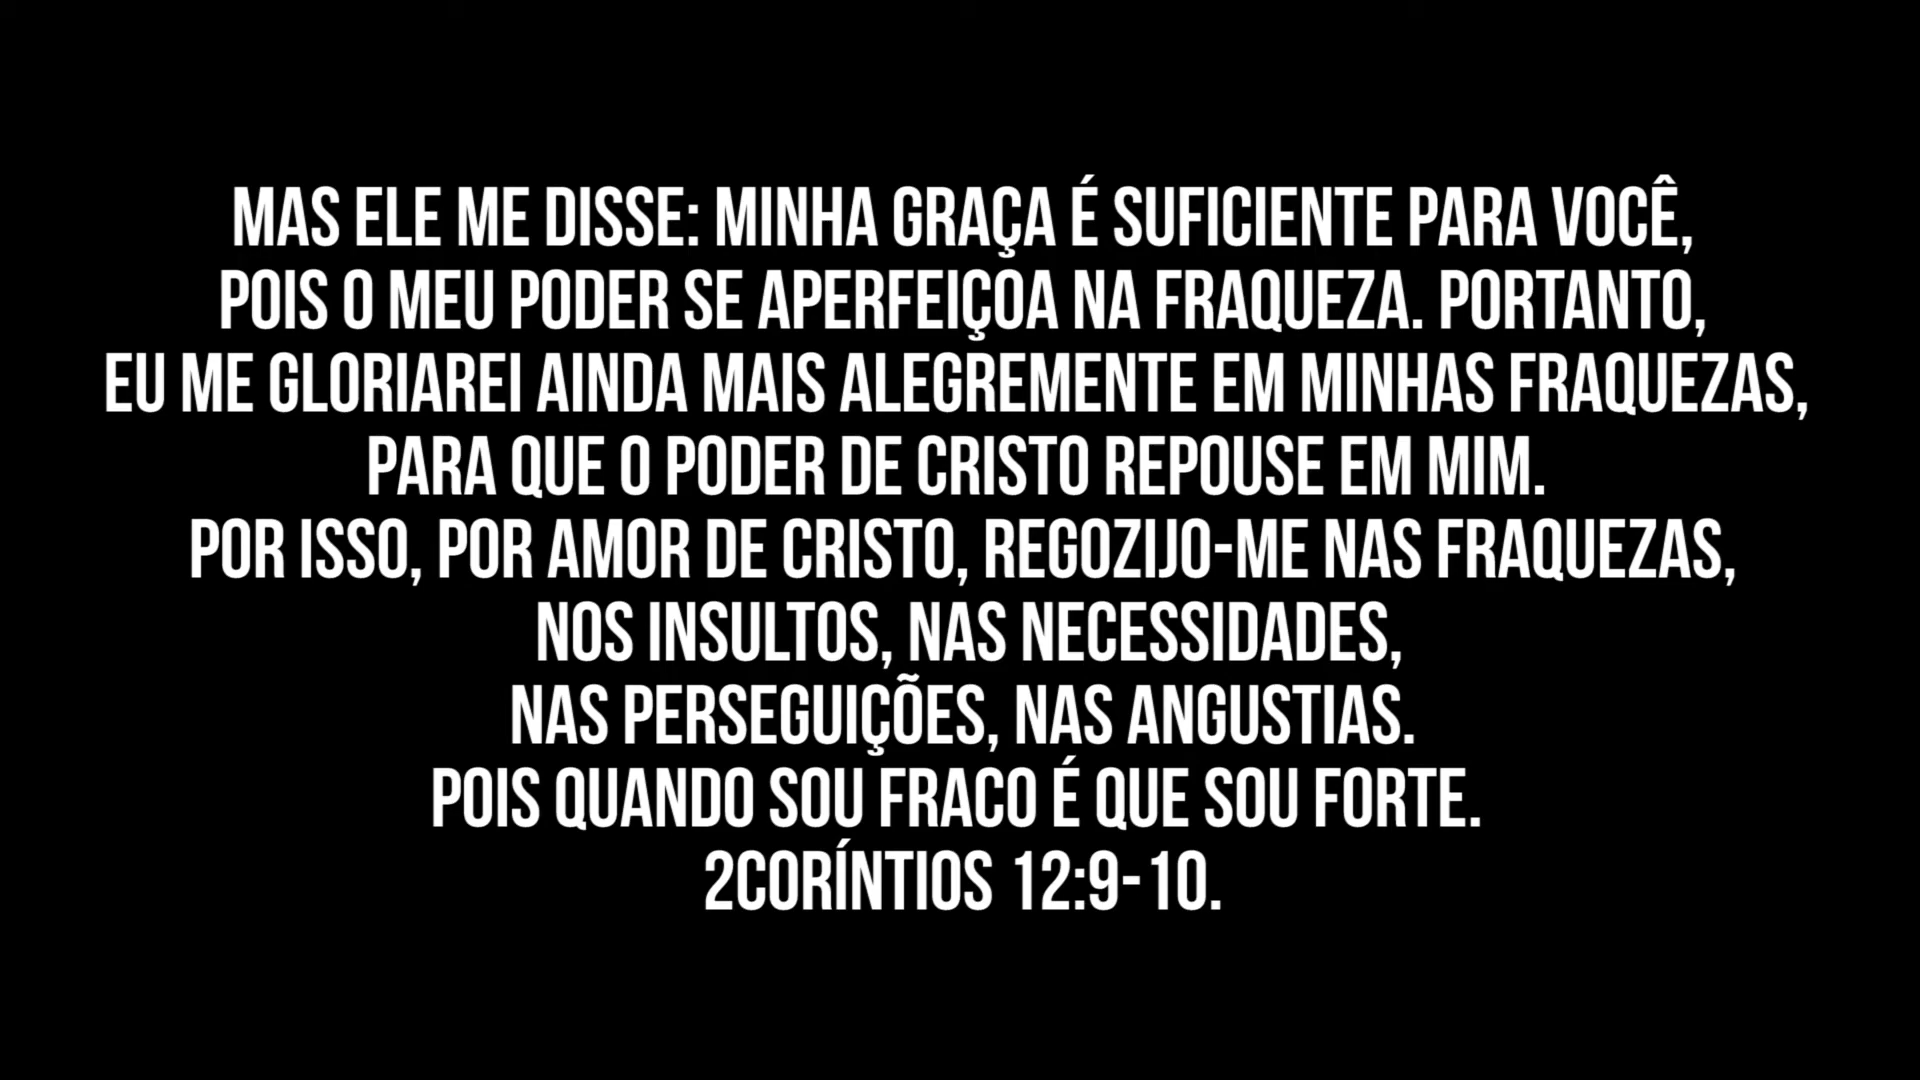 MAS ELE ME DISSE: MINHA GRAÇA É SUFICIENTE PARA VOCÊ,
POIS O MEU PODER SE APERFEIÇOA NA FRAQUEZA. PORTANTO,
EU ME GLORIAREI AINDA MAIS ALEGREMENTE EM MINHAS FRAQUEZAS,
PARA QUE O PODER DE CRISTO REPOUSE EM MIM.
POR ISSO, POR AMOR DE CRISTO, REGOZIJO-ME NAS FRAQUEZAS,
NOS INSULTOS, NAS NECESSIDADES,
NAS PERSEGUIÇÕES, NAS ANGUSTIAS.
POIS QUANDO SOU FRACO É QUE SOU FORTE.
2CORÍNTIOS 12:9-10.